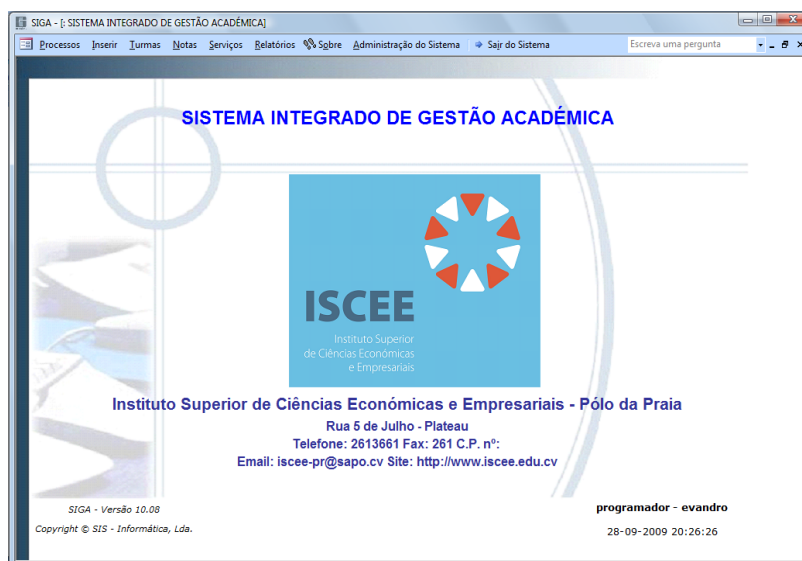 SIGA - [: SISTEMA INTEGRADO DE GESTÃO ACADÉMICA]
Processos Inserir Turmas Notas Serviços Relatórios Sobre Administração do Sistema Sair do Sistema Escreva uma pergunta
SISTEMA INTEGRADO DE GESTÃO ACADÉMICA
ISCEE
Instituto Superior
de Ciências Económicas
e Empresariais
Instituto Superior de Ciências Económicas e Empresariais - Pólo da Praia
Rua 5 de Julho - Plateau
Telefone: 2613661 Fax: 261 C.P. nº:
Email: iscee-pr@sapo.cv Site: http://www.iscee.edu.cv
SIGA - Versão 10.08
Copyright © SIS - Informática, Lda.
programador - evandro
28-09-2009 20:26:26